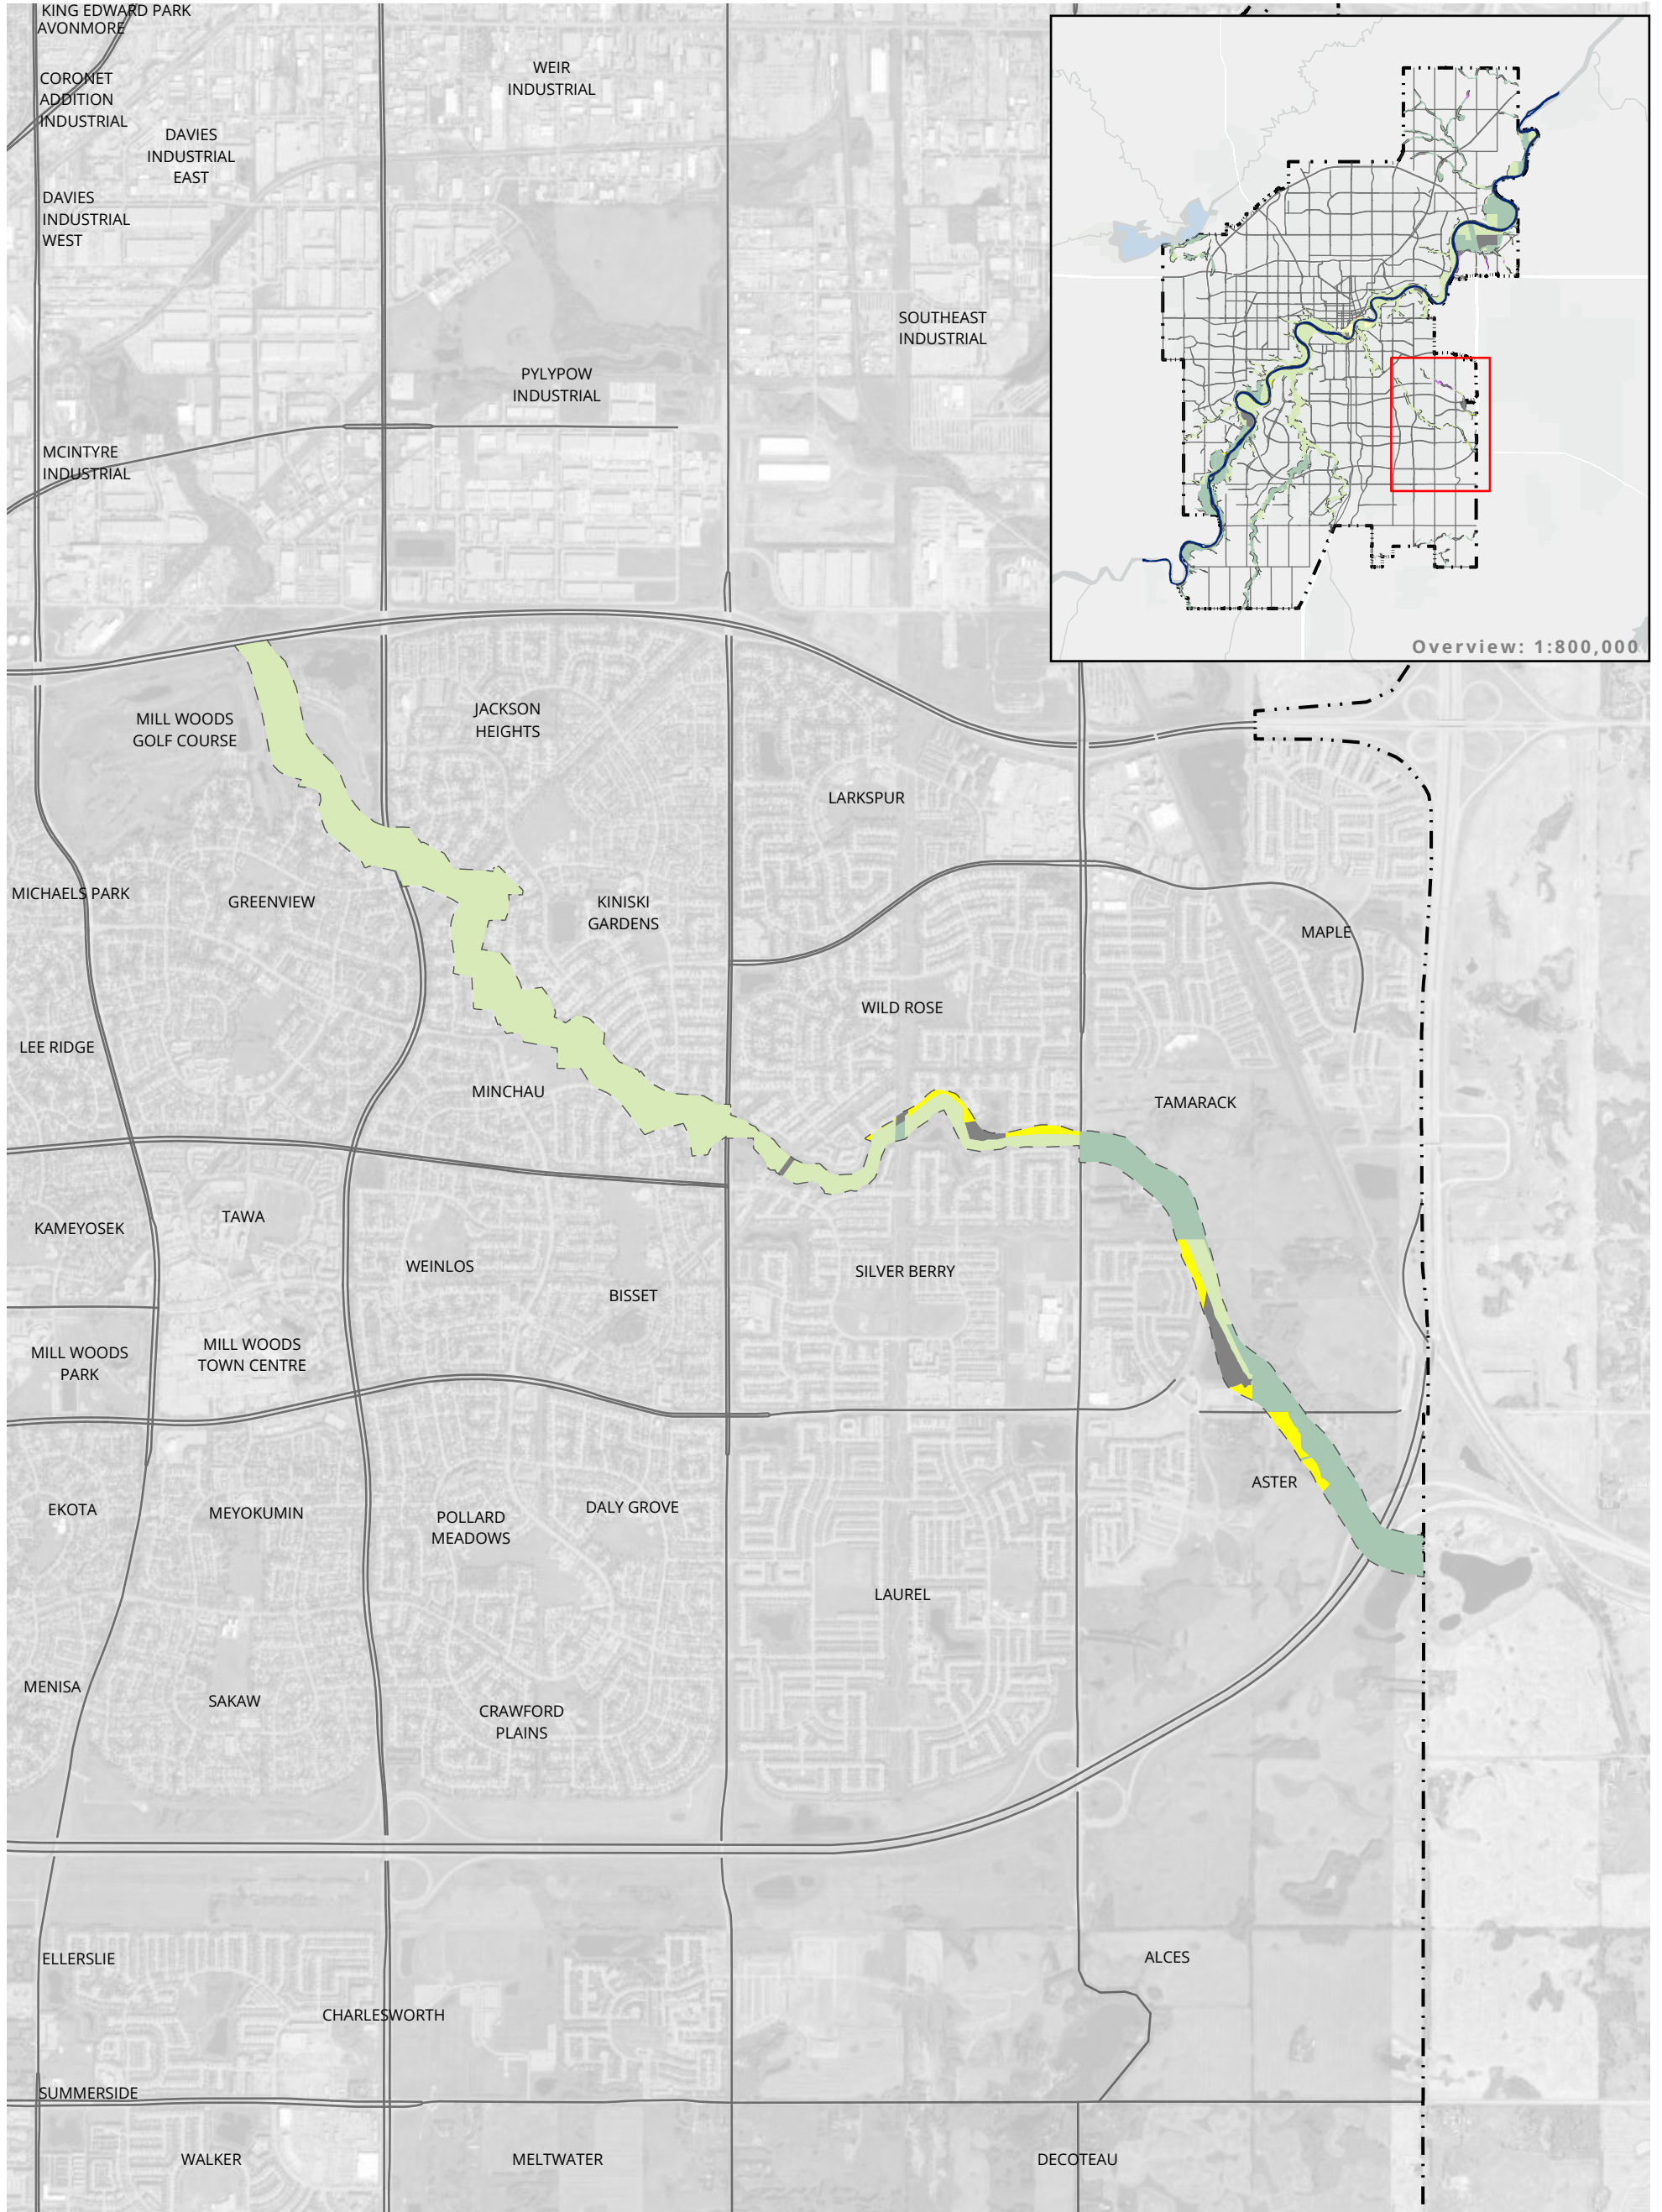 KING EDWARD PARK
AVONMORE
CORONET
ADDITION
INDUSTRIAL
WEIR
INDUSTRIAL
DAVIES
INDUSTRIAL
EAST
DAVIES
INDUSTRIAL
WEST
SOUTHEAST
INDUSTRIAL
PYLYPOW
INDUSTRIAL
MCINTYRE
INDUSTRIAL
Overview: 1:800,000
MILL WOODS
GOLF COURSE
JACKSON
HEIGHTS
LARKSPUR
MICHAELS PARK
GREENVIEW
KINISKI
GARDENS
MAPLE
WILD ROSE
LEE RIDGE
MINCHAU
TAMARACK
KAMEYOSEK
TAWA
WEINLOS
BISSET
SILVER BERRY
MILL WOODS
PARK
MILL WOODS
TOWN CENTRE
ASTER
EKOTA
MEYOKUMIN
POLLARD
MEADOWS
DALY GROVE
LAUREL
MENISA
SAKAW
CRAWFORD
PLAINS
ELLERSLIE
CHARLESWORTH
ALCES
SUMMERSIDE
WALKER
MELTWATER
DECOTEAU